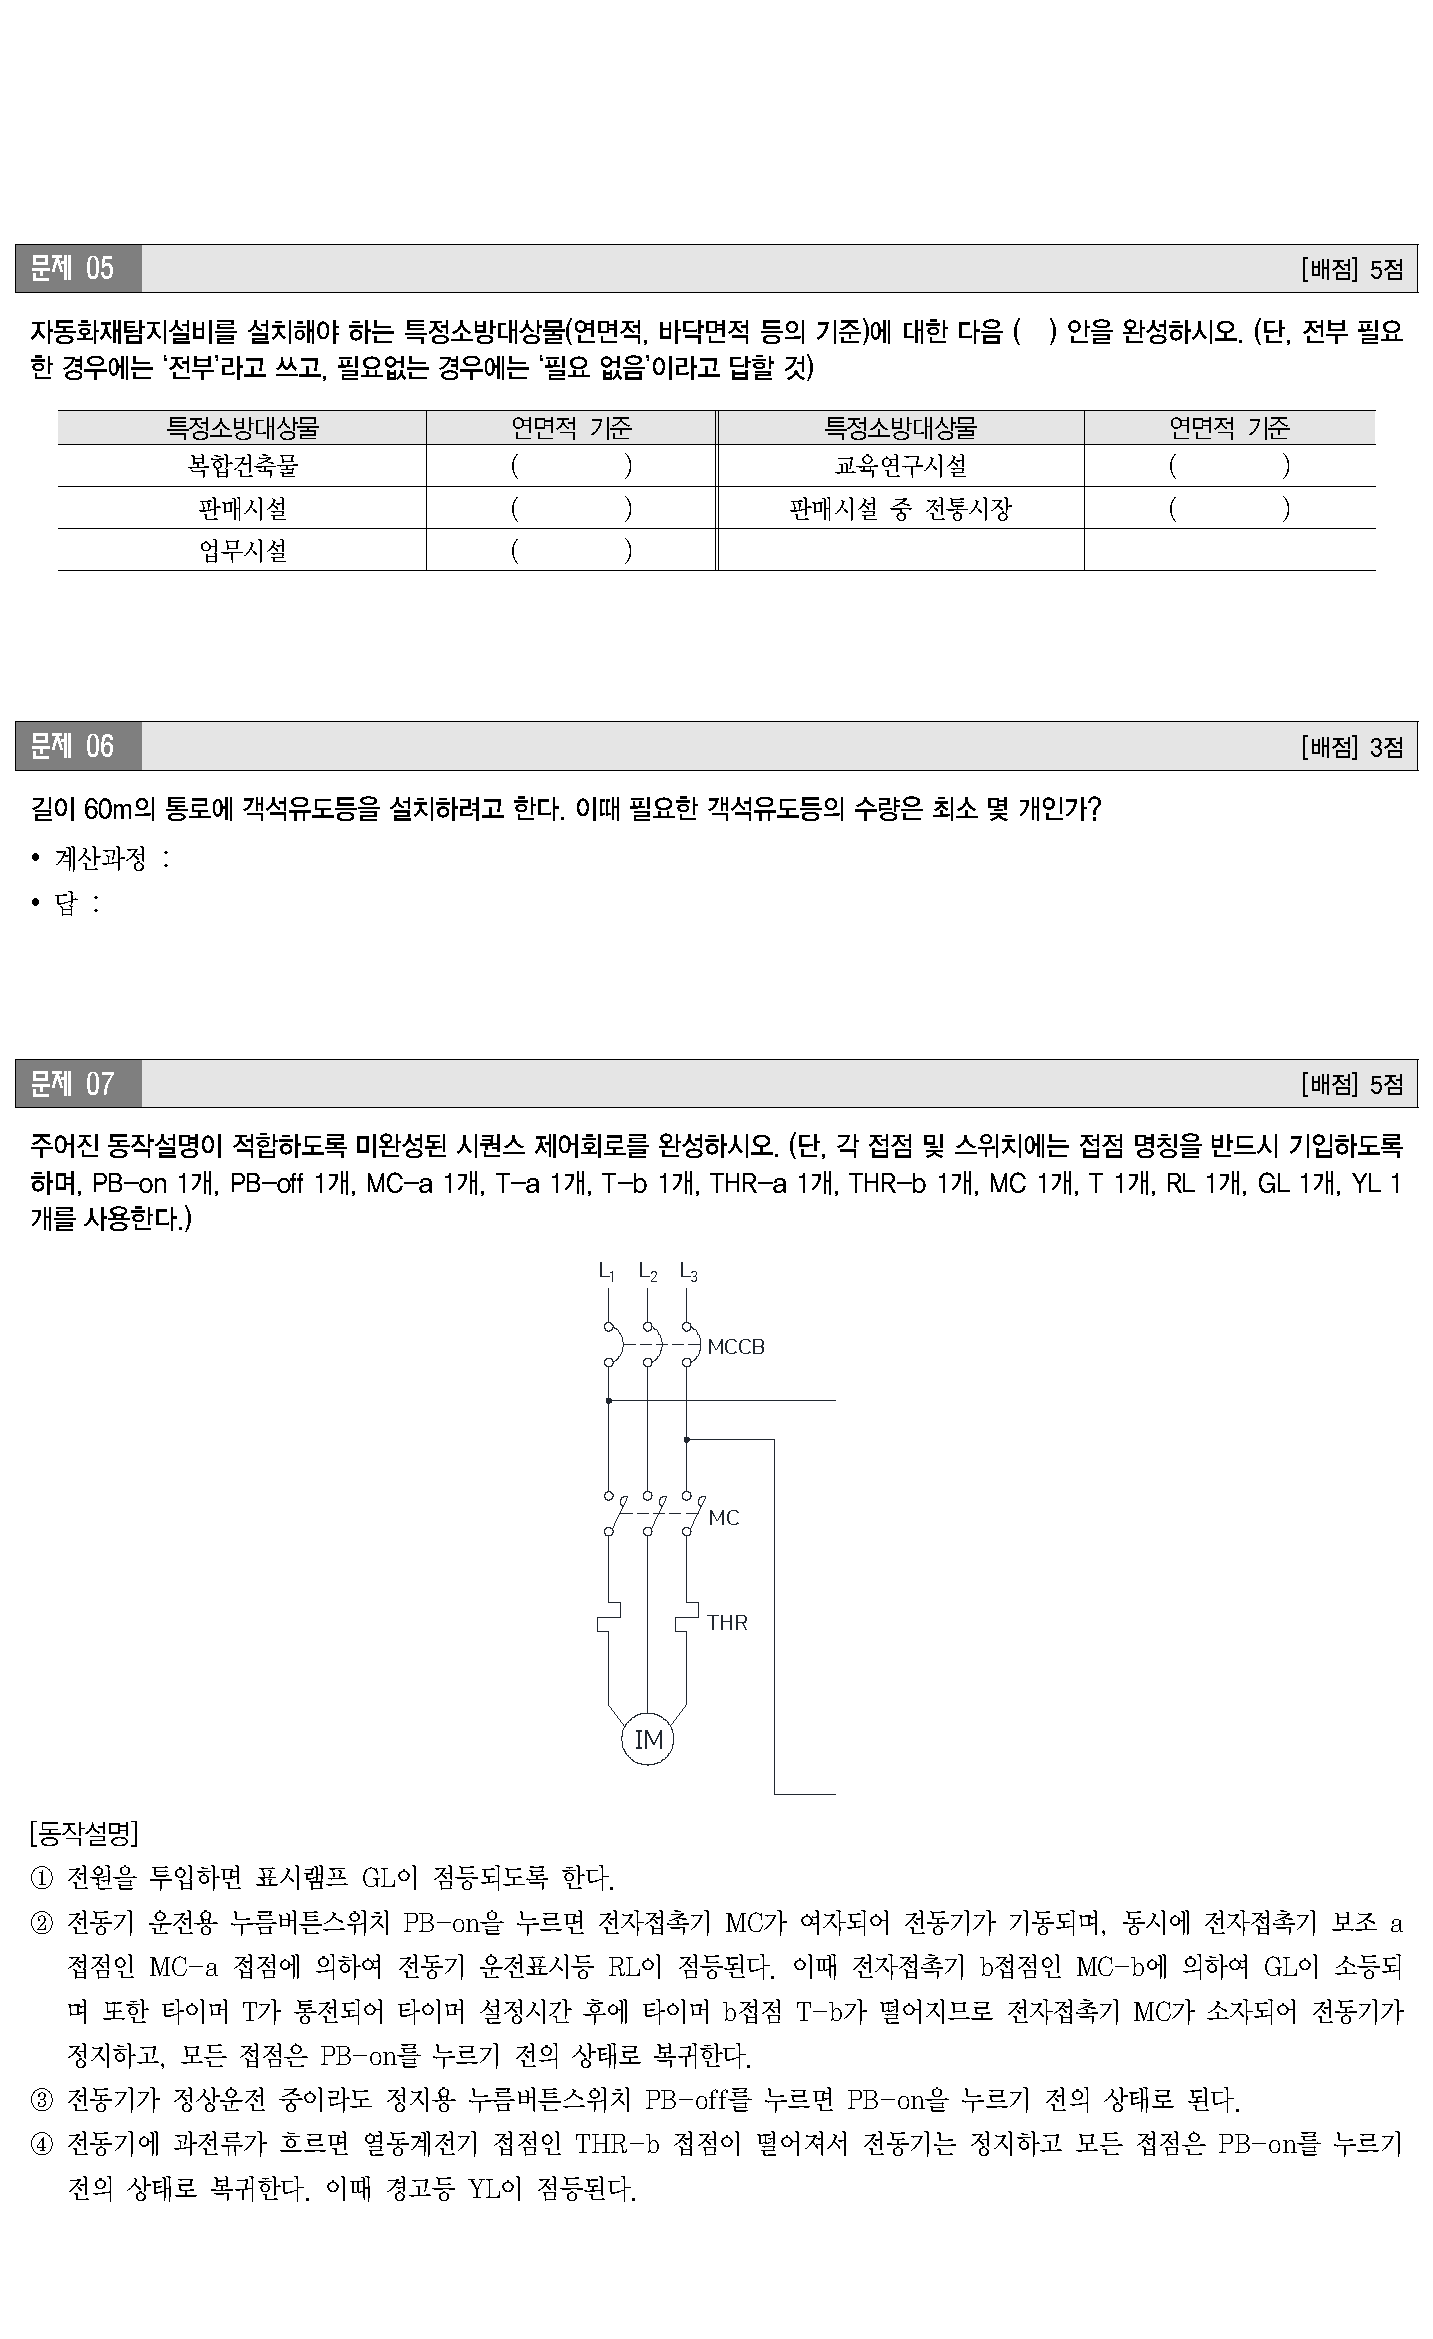 문제 05 [배점] 5점
자동화재탐지설비를 설치해야 하는 특정소방대상물(연면적, 바닥면적 등의 기준)에 대한 다음 (   ) 안을 완성하시오. (단, 전부 필요
한 경우에는 ‘전부’라고 쓰고, 필요없는 경우에는 ‘필요 없음’이라고 답할 것)
특정소방대상물 연면적 기준 특정소방대상물 연면적 기준
복합건축물 (          ) 교육연구시설 (          )
판매시설 (          ) 판매시설 중 전통시장 (          )
업무시설 (          )
문제 06 [배점] 3점
길이 60m의 통로에 객석유도등을 설치하려고 한다. 이때 필요한 객석유도등의 수량은 최소 몇 개인가?
• 계산과정 :
• 답 :
문제 07 [배점] 5점
주어진 동작설명이 적합하도록 미완성된 시퀀스 제어회로를 완성하시오. (단, 각 접점 및 스위치에는 접점 명칭을 반드시 기입하도록
하며, PB-on 1개, PB-off 1개, MC-a 1개, T-a 1개, T-b 1개, THR-a 1개, THR-b 1개, MC 1개, T 1개, RL 1개, GL 1개, YL 1
개를 사용한다.)
L1 L2 L3
MCCB
MC
THR
IM
[동작설명]
① 전원을 투입하면 표시램프 GL이 점등되도록 한다.
② 전동기 운전용 누름버튼스위치 PB-on을 누르면 전자접촉기 MC가 여자되어 전동기가 기동되며, 동시에 전자접촉기 보조 a
접점인 MC-a 접점에 의하여 전동기 운전표시등 RL이 점등된다. 이때 전자접촉기 b접점인 MC-b에 의하여 GL이 소등되
며 또한 타이머 T가 통전되어 타이머 설정시간 후에 타이머 b접점 T-b가 떨어지므로 전자접촉기 MC가 소자되어 전동기가
정지하고, 모든 접점은 PB-on를 누르기 전의 상태로 복귀한다.
③ 전동기가 정상운전 중이라도 정지용 누름버튼스위치 PB-off를 누르면 PB-on을 누르기 전의 상태로 된다.
④ 전동기에 과전류가 흐르면 열동계전기 접점인 THR-b 접점이 떨어져서 전동기는 정지하고 모든 접점은 PB-on를 누르기
전의 상태로 복귀한다. 이때 경고등 YL이 점등된다.